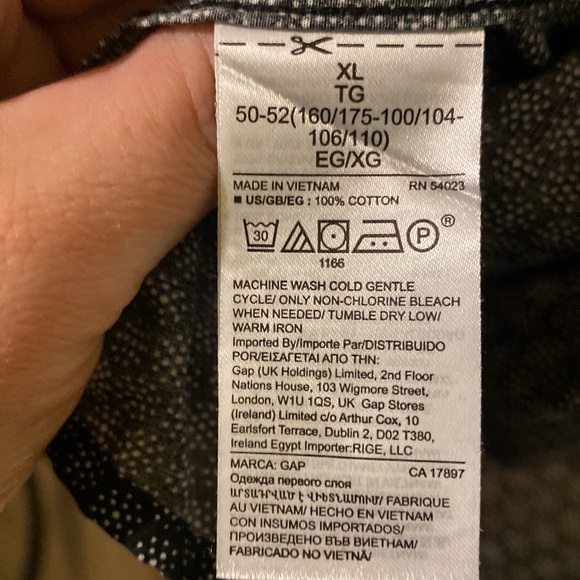 XL
TG
50-52(160/175-100/104-
106/110)
EG/XG
MADE IN VIETNAM RN 54023
■ US/GB/EG : 100% COTTON
30 P ®
1166
MACHINE WASH COLD GENTLE
CYCLE/ ONLY NON-CHLORINE BLEACH
WHEN NEEDED/ TUMBLE DRY LOW/
WARM IRON
Imported By/Importe Par/DISTRIBUIDO
POR/ΕΙΣΑΓΕΤΑΙ ΑΠΟ ΤΗΝ:
Gap (UK Holdings) Limited, 2nd Floor
Nations House, 103 Wigmore Street,
London, W1U 1QS, UK Gap Stores
(Ireland) Limited c/o Arthur Cox, 10
Earlsfort Terrace, Dublin 2, D02 T380,
Ireland Egypt Importer:RIGE, LLC
MARCA: GAP CA 17897
Одежда первого слоя
ԱՐՏԱԴՐՎԱԾ Է ՎԻԵՏՆԱՄՈՒՄ/ FABRIQUE
AU VIETNAM/ HECHO EN VIETNAM
CON INSUMOS IMPORTADOS/
ПРОИЗВЕДЕНО ВЪВ ВИЕТНАМ/
FABRICADO NO VIETNÃ/